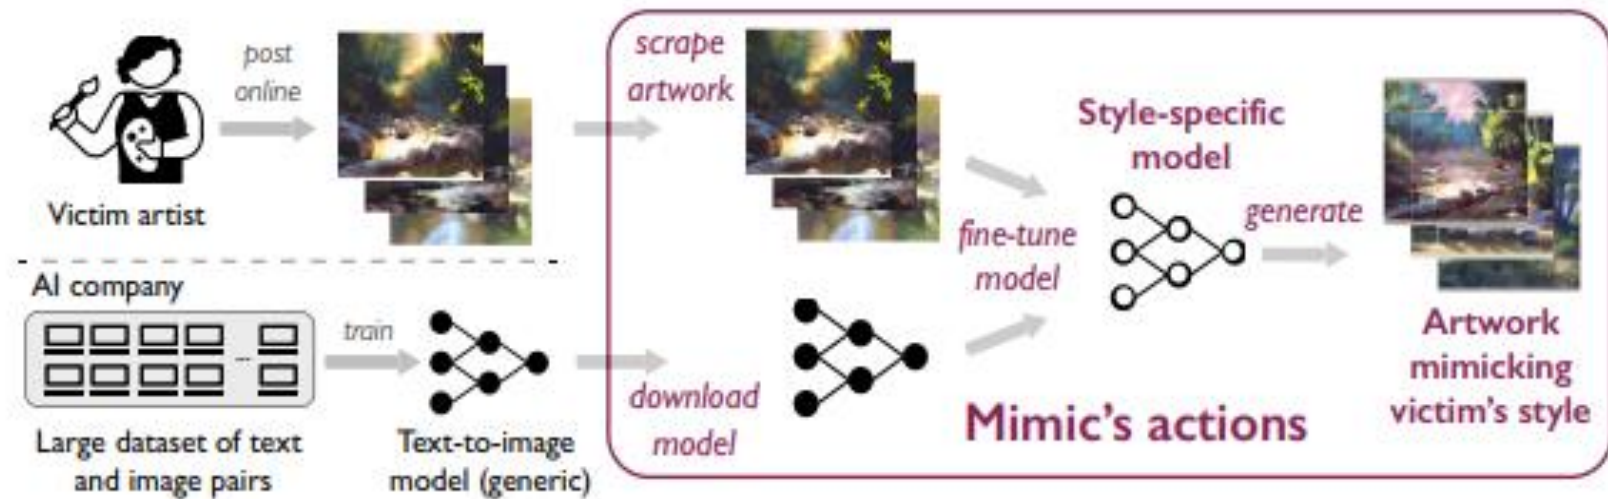 post
online
Victim artist
AI company
...
train
Large dataset of text
and image pairs
Text-to-image
model (generic)
scrape
artwork
download
model
fine-tune
model
Style-specific
model
generate
Artwork
mimicking
victim's style
Mimic's actions